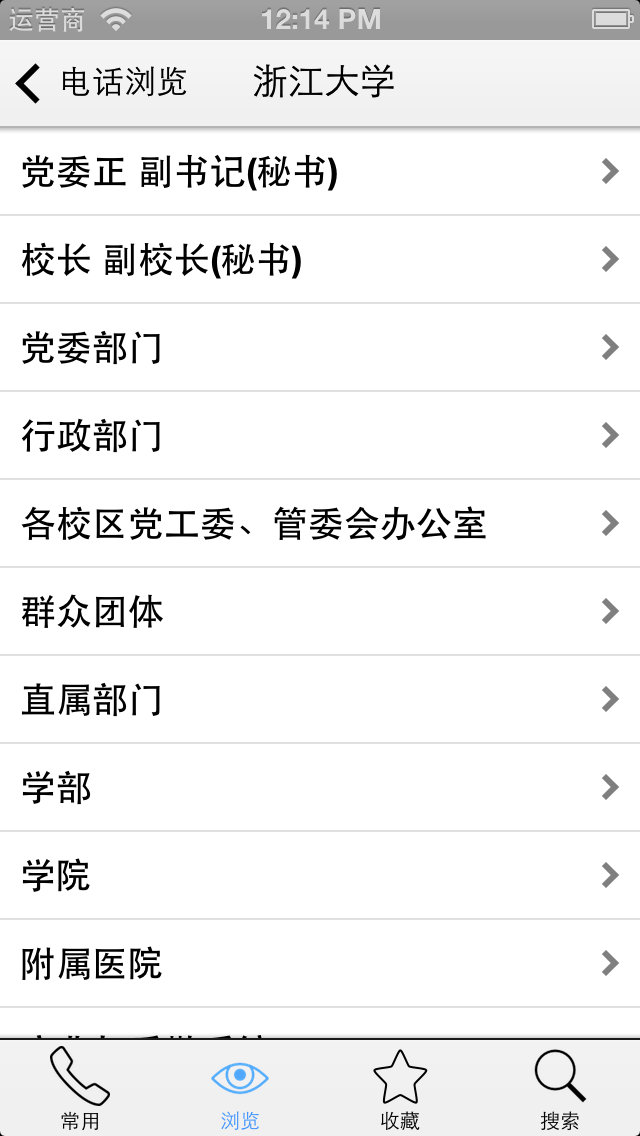 运营商 12:14 PM
电话浏览 浙江大学
党委正 副书记(秘书)
校长 副校长(秘书)
党委部门
行政部门
各校区党工委、管委会办公室
群众团体
直属部门
学部
学院
附属医院
常用 浏览 收藏 搜索